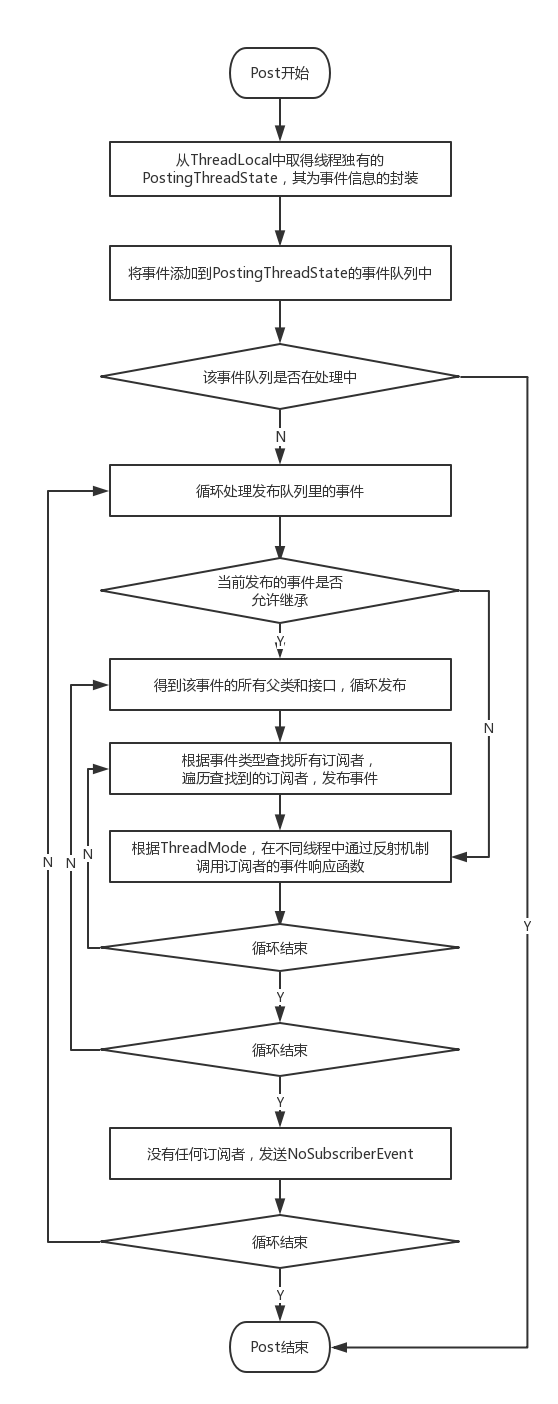 Post开始
从ThreadLocal中取得线程独有的
PostingThreadState，其为事件信息的封装
将事件添加到PostingThreadState的事件队列中
该事件队列是否在处理中
N
循环处理发布队列里的事件
当前发布的事件是否
允许继承
Y
得到该事件的所有父类和接口，循环发布
N
根据事件类型查找所有订阅者，
遍历查找到的订阅者，发布事件
根据ThreadMode，在不同线程中通过反射机制
调用订阅者的事件响应函数
N
N
N
Y
循环结束
Y
循环结束
Y
没有任何订阅者，发送NoSubscriberEvent
循环结束
Y
Post结束